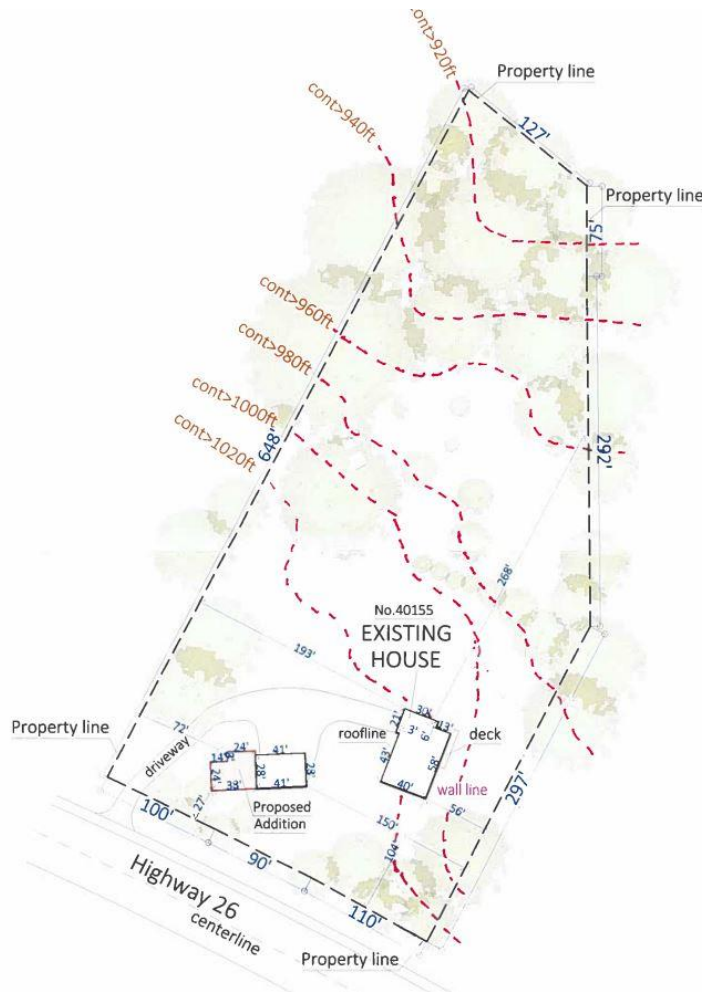 cont>920ft
Property line
cont>940ft
127'
Property line
75'
cont>960ft
cont>980ft
cont>1000ft
648'
292'
cont>1020ft
268'
No.40155
EXISTING
HOUSE
193'
30'
21'
13'
3' 6'
72'
roofline
deck
Property line
driveway
24'
41'
43'
58'
14'
24'
28'
23'
40'
wall line
297'
33'
41'
27'
Proposed
Addition
56'
100'
150'
104'
90'
Highway 26
centerline
110'
Property line